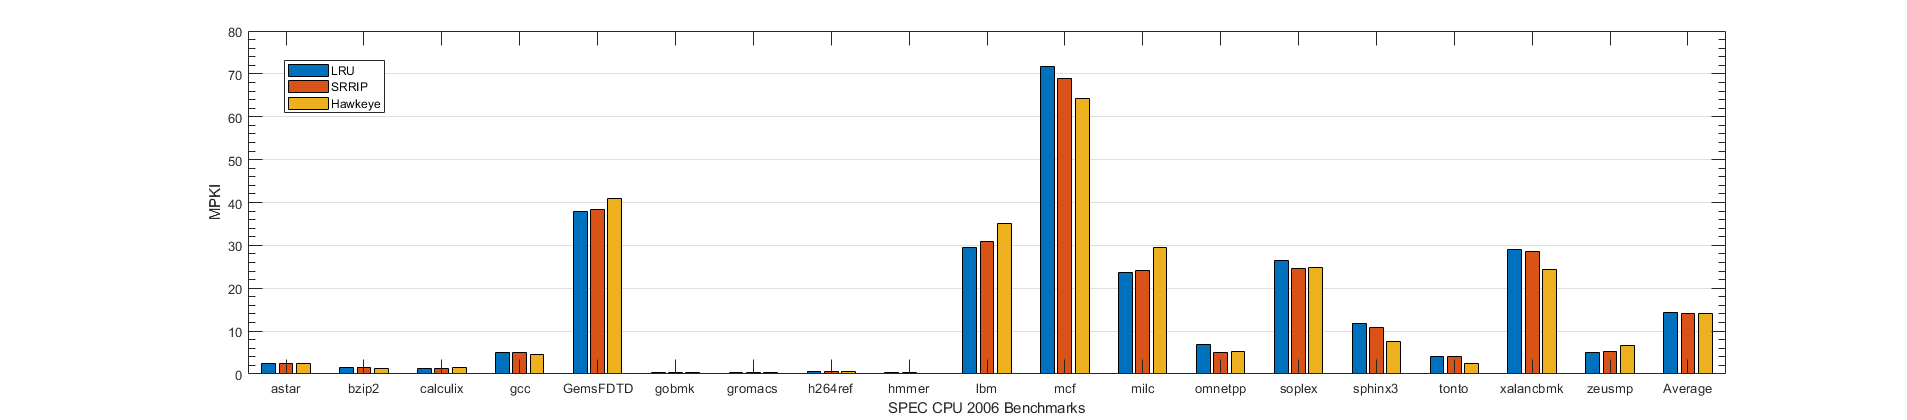 80
70
60
50
40
30
20
10
0
MPKI
LRU
SRRIP
Hawkeye
astar bzip2 calculix gcc GemsFDTD gobmk gromacs h264ref hmmer lbm mcf milc omnetpp soplex sphinx3 tonto xalancbmk zeusmp Average
SPEC CPU 2006 Benchmarks